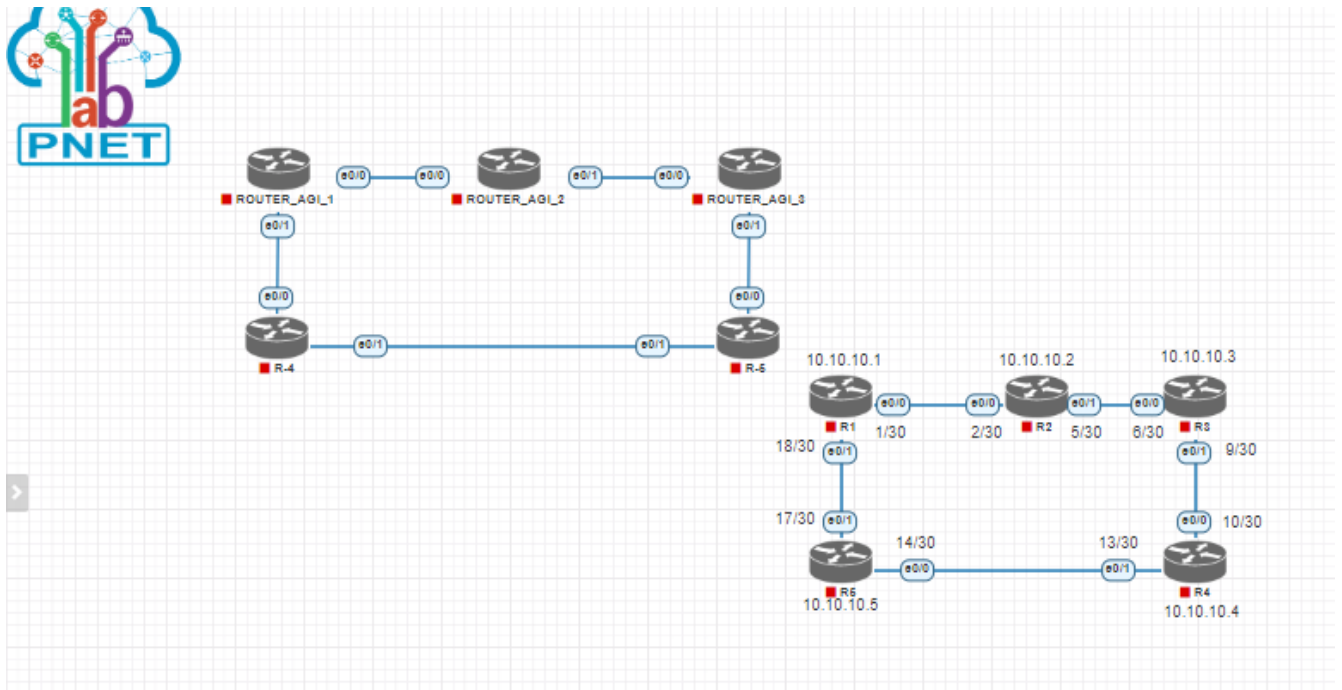 lab
PNET
e0/0
e0/0
e0/1
e0/0
ROUTER_AGI_1
ROUTER_AGI_2
ROUTER_AGI_3
e0/1
e0/1
e0/0
e0/0
e0/1
e0/1
R-4
R-5
10.10.10.1
10.10.10.2
10.10.10.3
e0/0
e0/0
e0/1
e0/0
R1
1/30
2/30
R2
5/30
6/30
R3
18/30
e0/1
e0/1
9/30
17/30
e0/1
e0/0
10/30
14/30
13/30
e0/0
e0/1
R5
R4
10.10.10.5
10.10.10.4